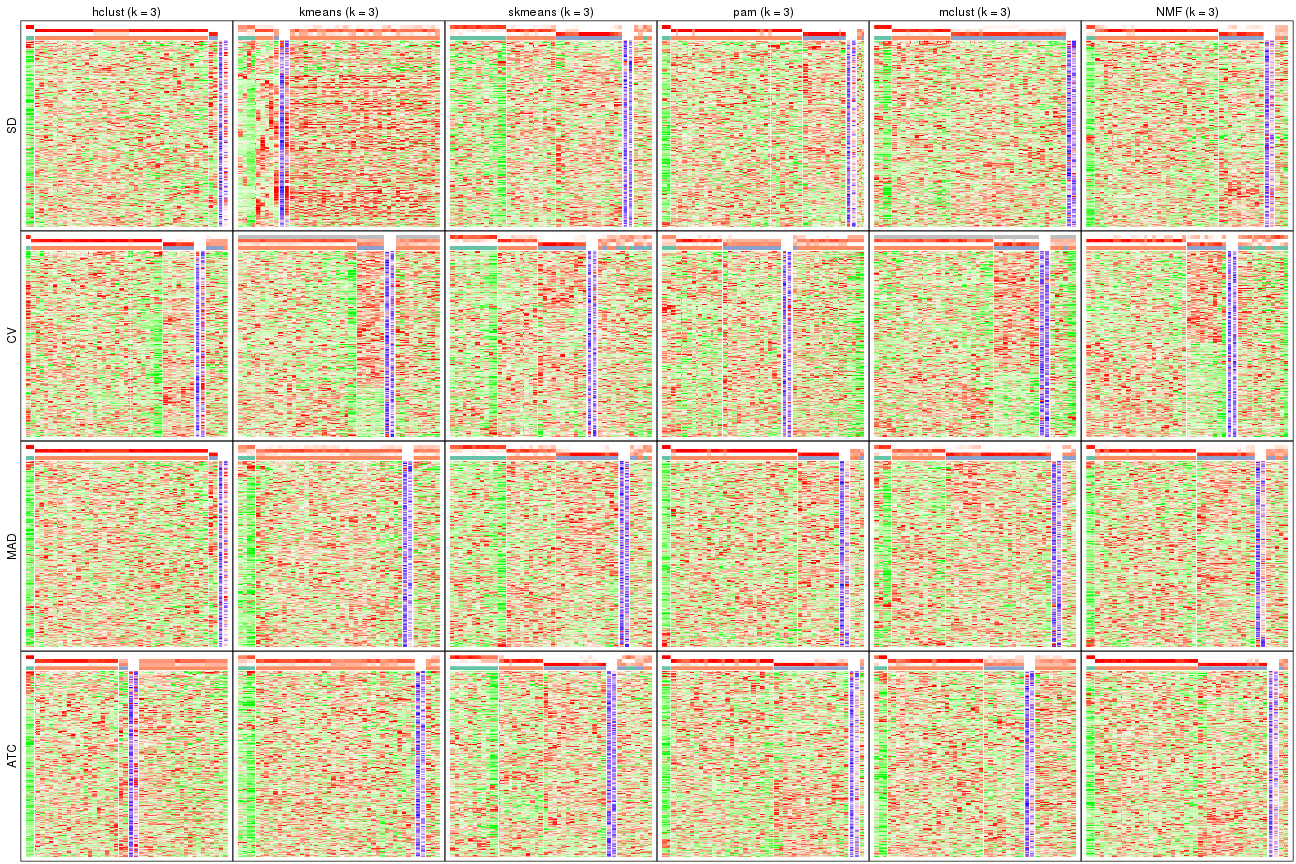 hclust (k = 3) kmeans (k = 3) skmeans (k = 3) pam (k = 3) mclust (k = 3) NMF (k = 3)
SD
CV
MAD
ATC